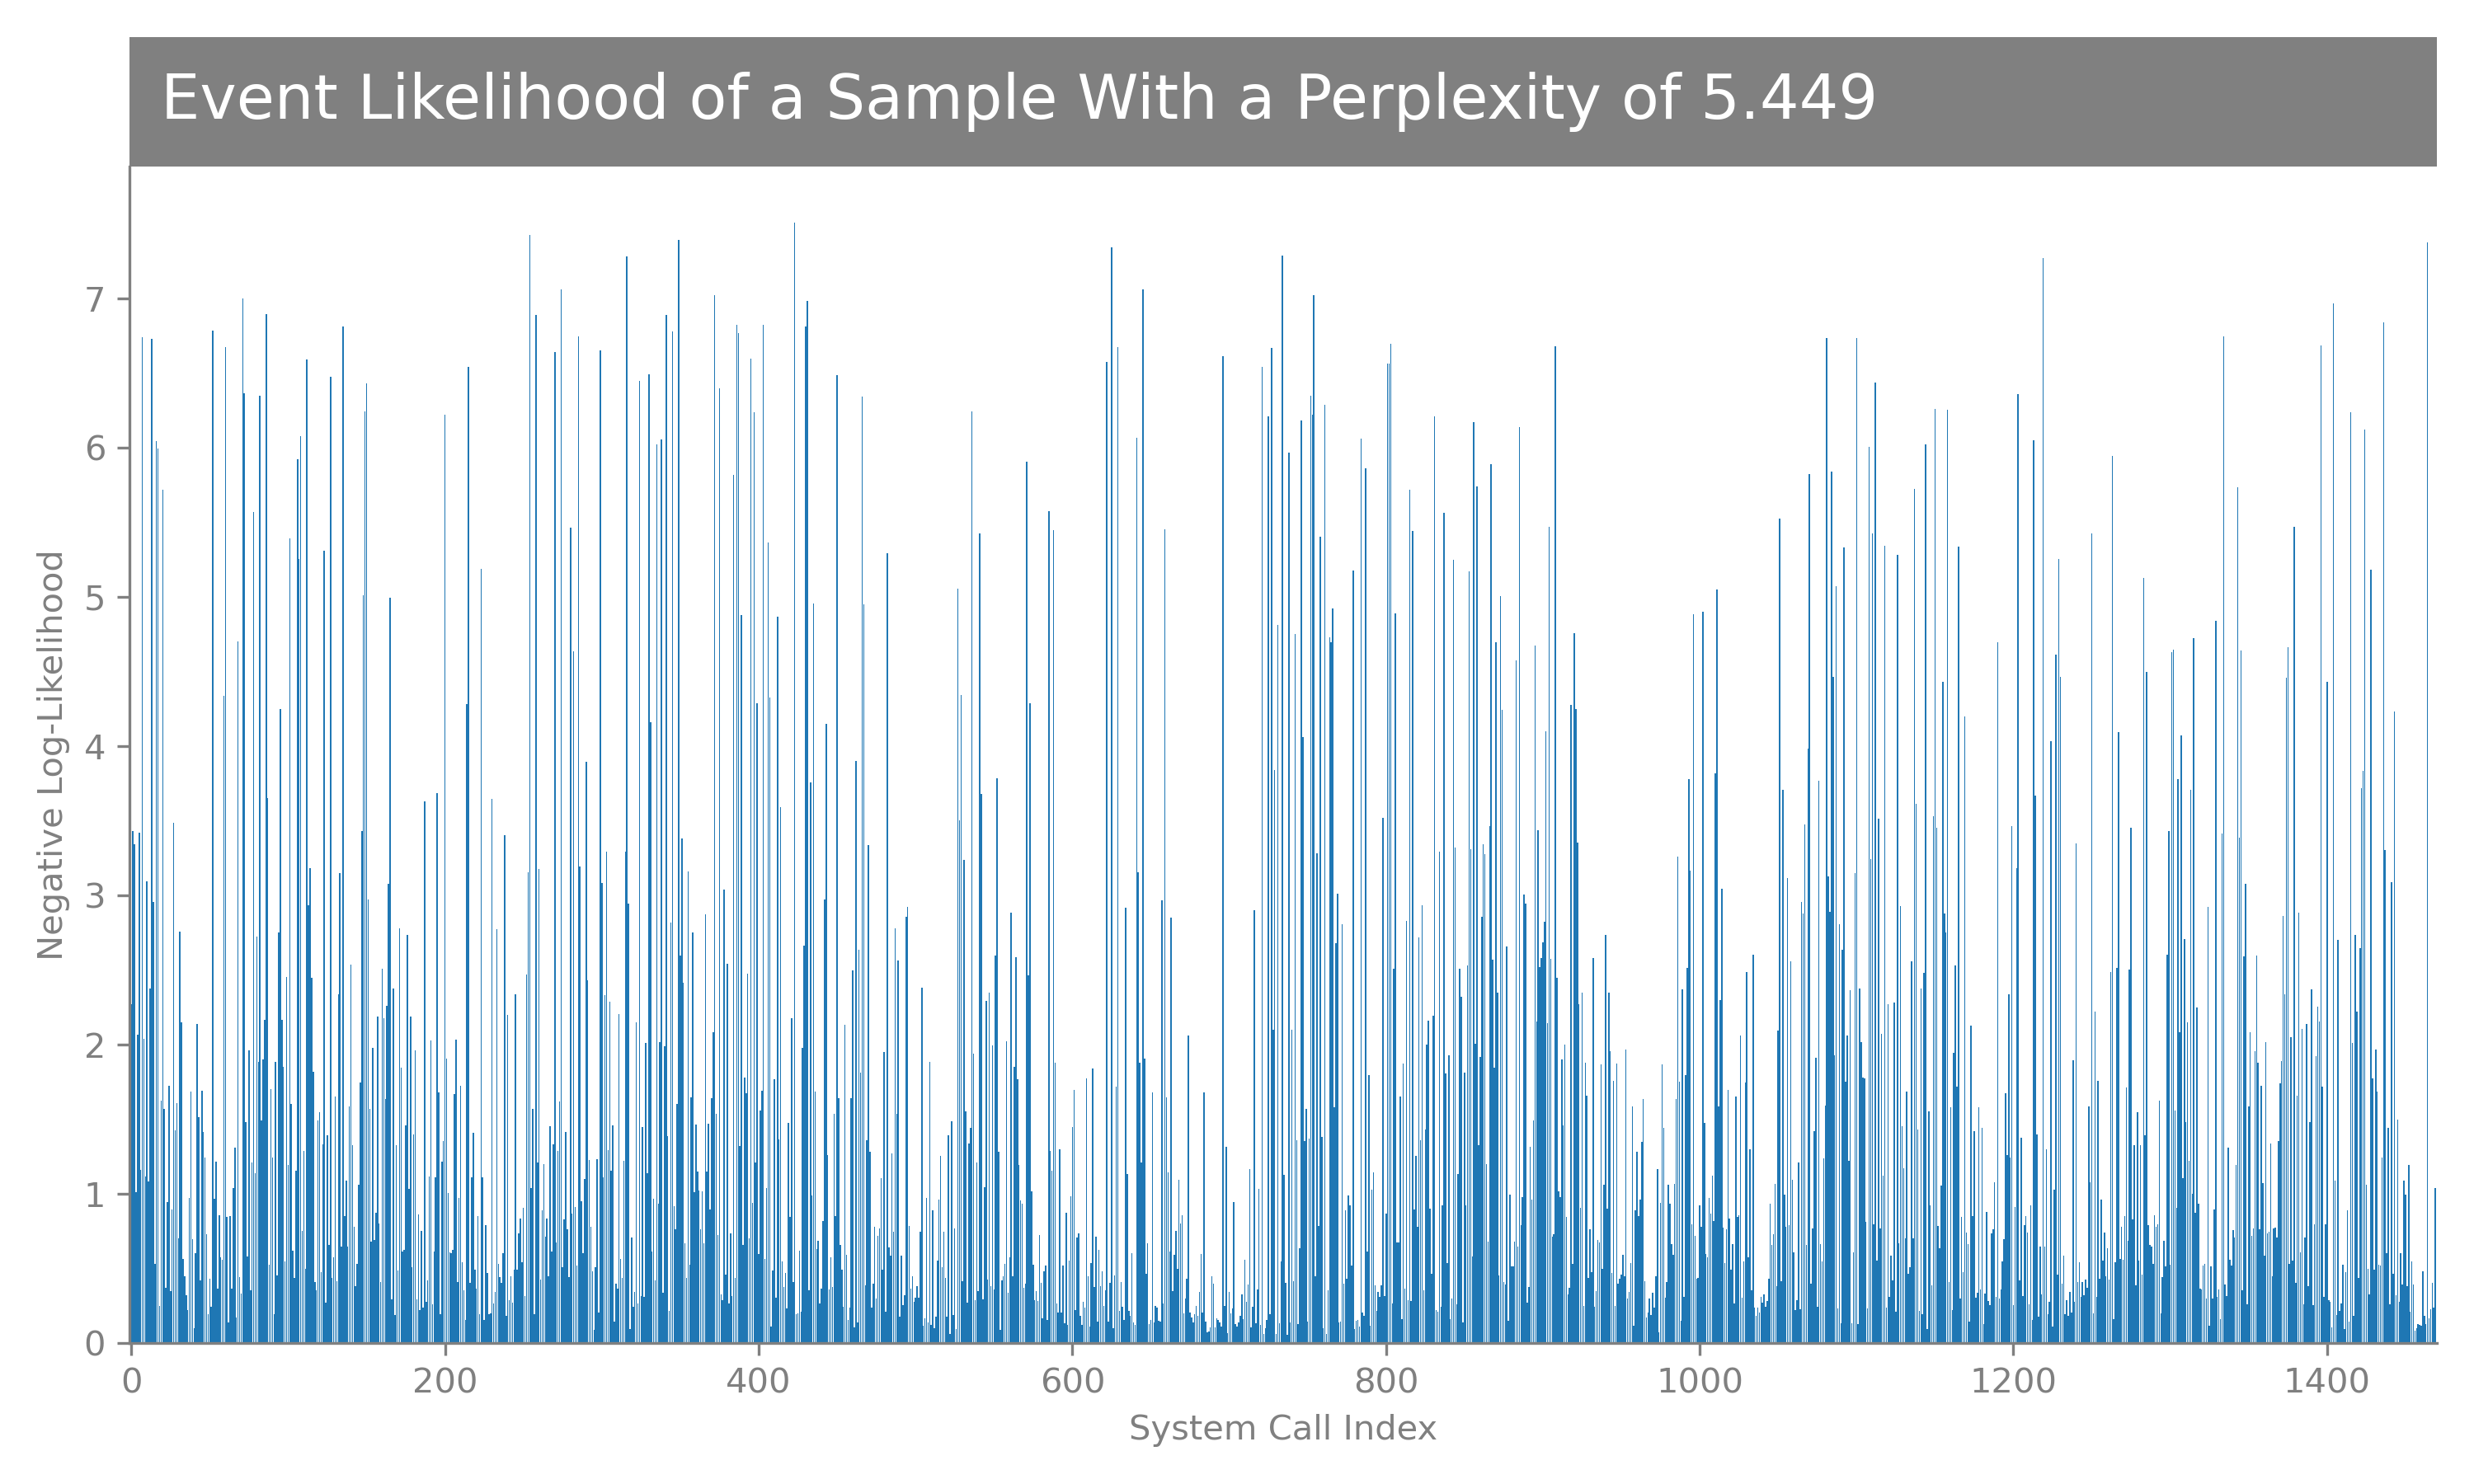 Event Likelihood of a Sample With a Perplexity of 5.449
Negative Log-Likelihood
7
6
5
4
3
2
1
0
0 200 400 600 800 1000 1200 1400
System Call Index